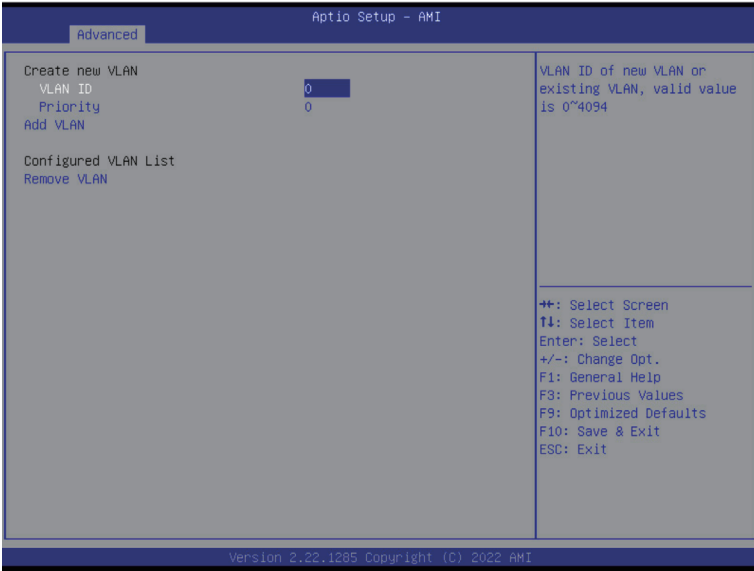 Aptio Setup - AMI
Advanced
Create new VLAN
VLAN ID 0
Priority 0
Add VLAN
Configured VLAN List
Remove VLAN
VLAN ID of new VLAN or
existing VLAN, valid value
is 0~4094
→←: Select Screen
↑↓: Select Item
Enter: Select
+/-: Change Opt.
F1: General Help
F3: Previous Values
F9: Optimized Defaults
F10: Save & Exit
ESC: Exit
Version 2.22.1285 Copyright (C) 2022 AMI